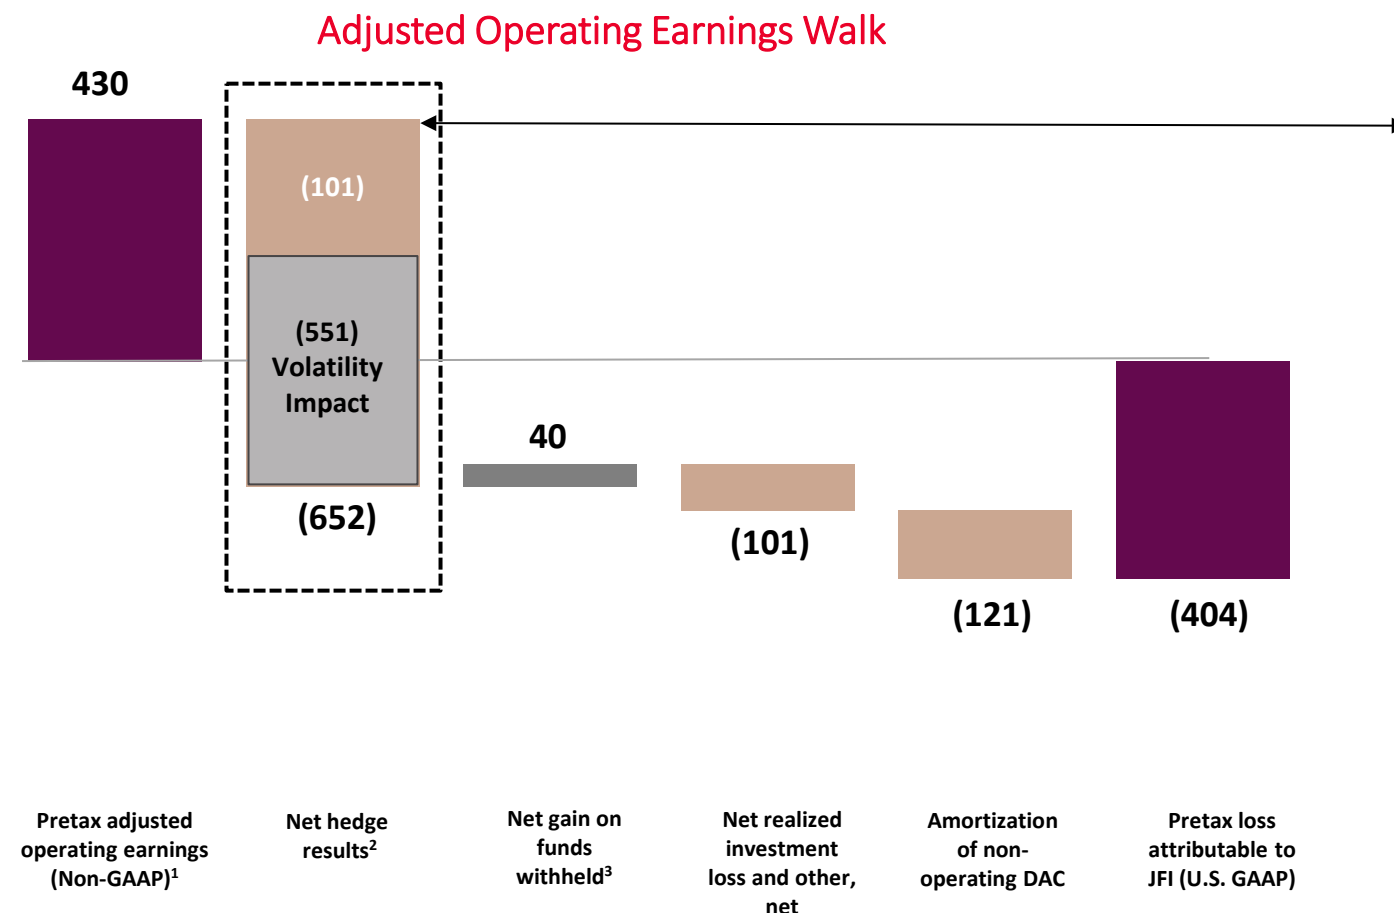 Adjusted Operating Earnings Walk
430
(101)
(551)
Volatility
Impact
(652)
40
(101)
(121)
(404)
Pretax adjusted
operating earnings
(Non-GAAP)1
Net hedge
results2
Net gain on
funds
withheld3
Net realized
investment
loss and other,
net
Amortization
of non-
operating DAC
Pretax loss
attributable to
JFI (U.S. GAAP)